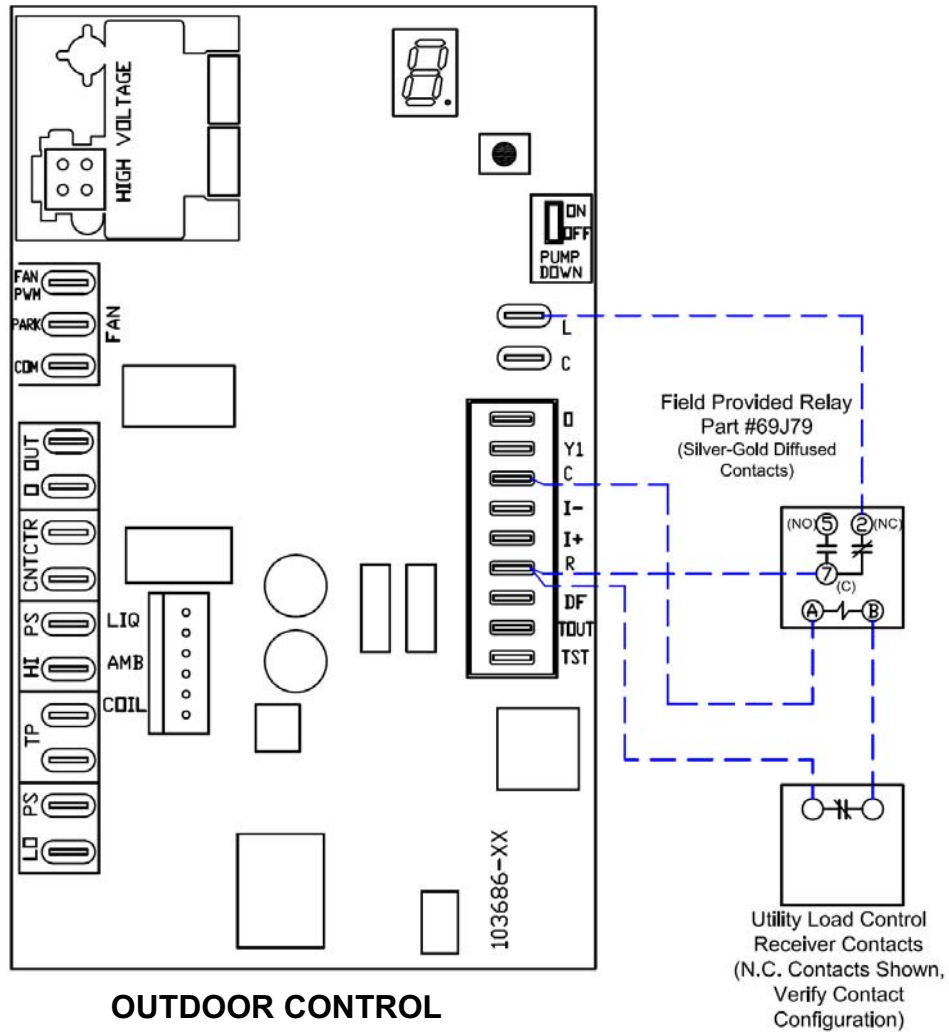 HIGH VOLTAGE
ON
OFF
PUMP
DOWN
FAN
PWM
PARK
COM
FAN
L
C
O OUT
CNTCTR
HI PS
TP
LO PS
LIQ
AMB
COIL
O
Y1
C
I-
I+
R
DF
TOUT
TST
103686-XX
Field Provided Relay
Part #69J79
(Silver-Gold Diffused
Contacts)
(NO) 5 2 (NC)
7 (C)
A B
Utility Load Control
Receiver Contacts
(N.C. Contacts Shown,
Verify Contact
Configuration)
OUTDOOR CONTROL